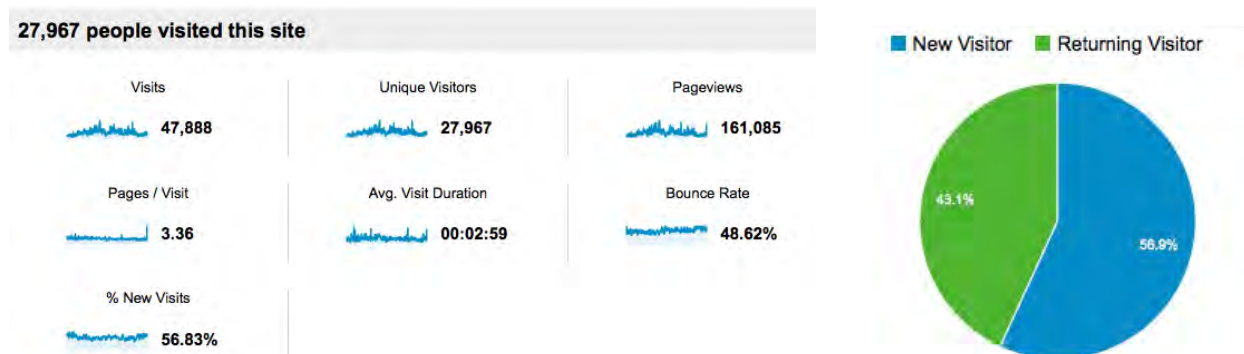 27,967 people visited this site
Visits
47,888
Unique Visitors
27,967
Pageviews
161,085
Pages / Visit
3.36
Avg. Visit Duration
00:02:59
Bounce Rate
48.62%
% New Visits
56.83%
New Visitor
Returning Visitor
43.1%
56.9%